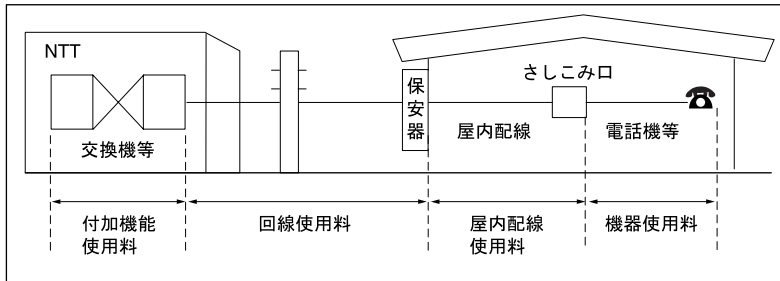 NTT
交換機等
保安器
さしこみ口
屋内配線
電話機等
付加機能
使用料
回線使用料
屋内配線
使用料
機器使用料